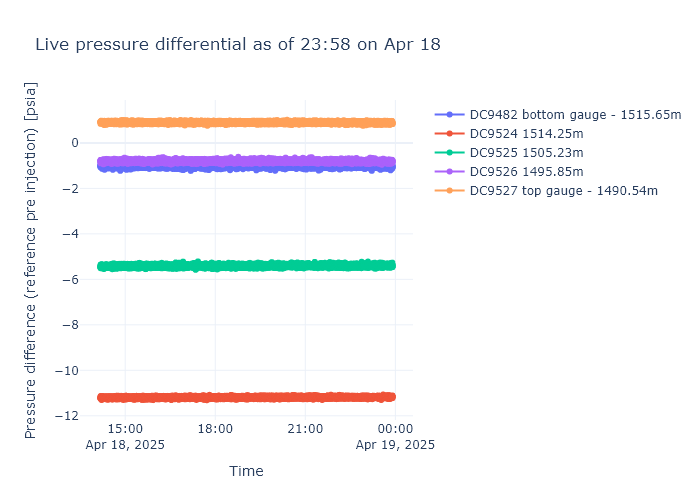 Live pressure differential as of 23:58 on Apr 18
Pressure difference (reference pre injection) [psia]
0
−2
−4
−6
−8
−10
−12
15:00
Apr 18, 2025
18:00
21:00
00:00
Apr 19, 2025
Time
DC9482 bottom gauge - 1515.65m
DC9524 1514.25m
DC9525 1505.23m
DC9526 1495.85m
DC9527 top gauge - 1490.54m